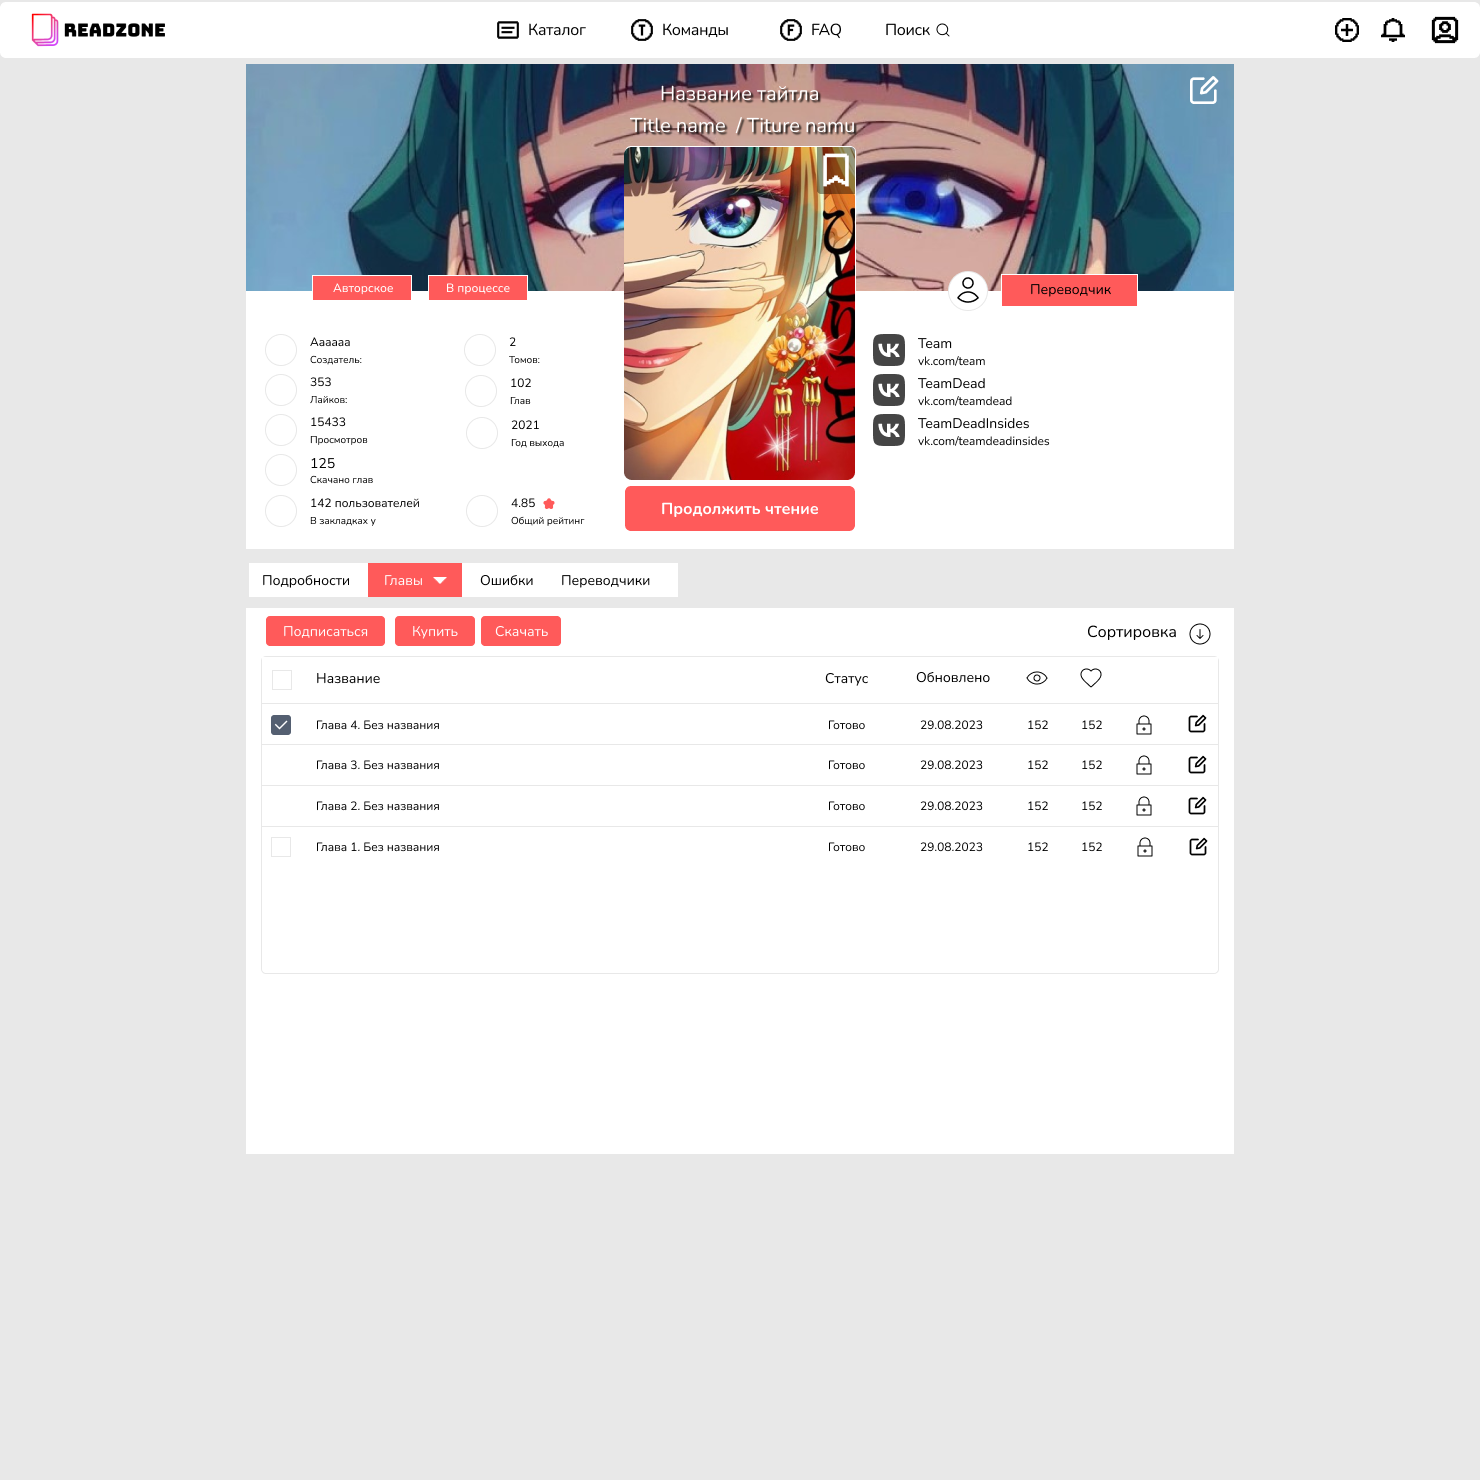 READZONE
Каталог
Команды
FAQ
Поиск
Название тайтла
Title name / Titure namu
Авторское
В процессе
Переводчик
Аааааа
Создатель:
353
Лайков:
15433
Просмотров
125
Скачано глав
142 пользователей
В закладках у
2
Томов:
102
Глав
2021
Год выхода
4.85
Общий рейтинг
Team
vk.com/team
TeamDead
vk.com/teamdead
TeamDeadInsides
vk.com/teamdeadinsides
Продолжить чтение
Подробности
Главы
Ошибки
Переводчики
Подписаться
Купить
Скачать
Сортировка
Название Статус Обновлено
Глава 4. Без названия Готово 29.08.2023 152 152
Глава 3. Без названия Готово 29.08.2023 152 152
Глава 2. Без названия Готово 29.08.2023 152 152
Глава 1. Без названия Готово 29.08.2023 152 152